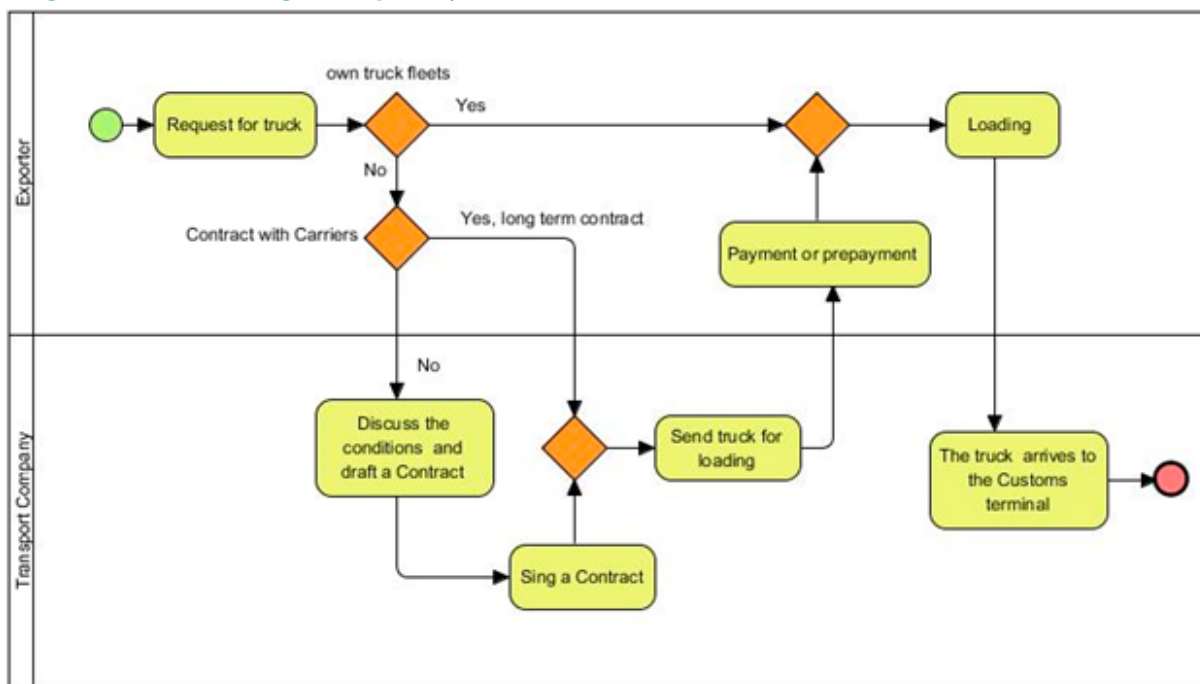 own truck fleets
Request for truck
Yes
Loading
No
Contract with Carriers
Yes, long term contract
Payment or prepayment
Exporter
No
Discuss the
conditions and
draft a Contract
Send truck for
loading
The truck arrives to
the Customs
terminal
Sing a Contract
Transport Company